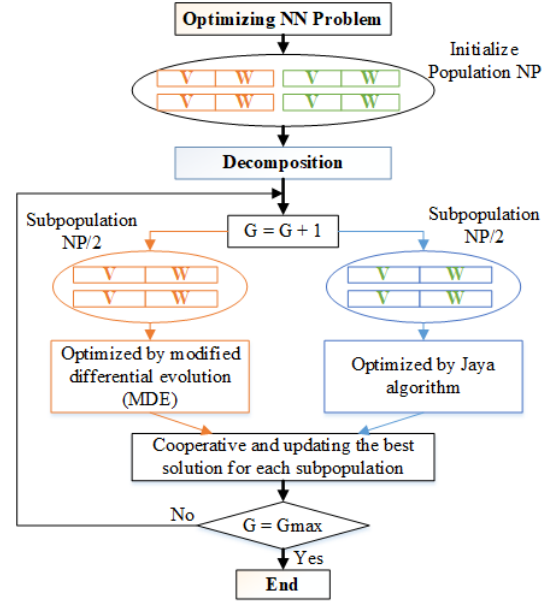 Optimizing NN Problem
Initialize
Population NP
V W V W
V W V W
Decomposition
Subpopulation
NP/2
G = G + 1
Subpopulation
NP/2
V W
V W
V W
V W
Optimized by modified
differential evolution
(MDE)
Optimized by Jaya
algorithm
Cooperative and updating the best
solution for each subpopulation
No
G = Gmax
Yes
End